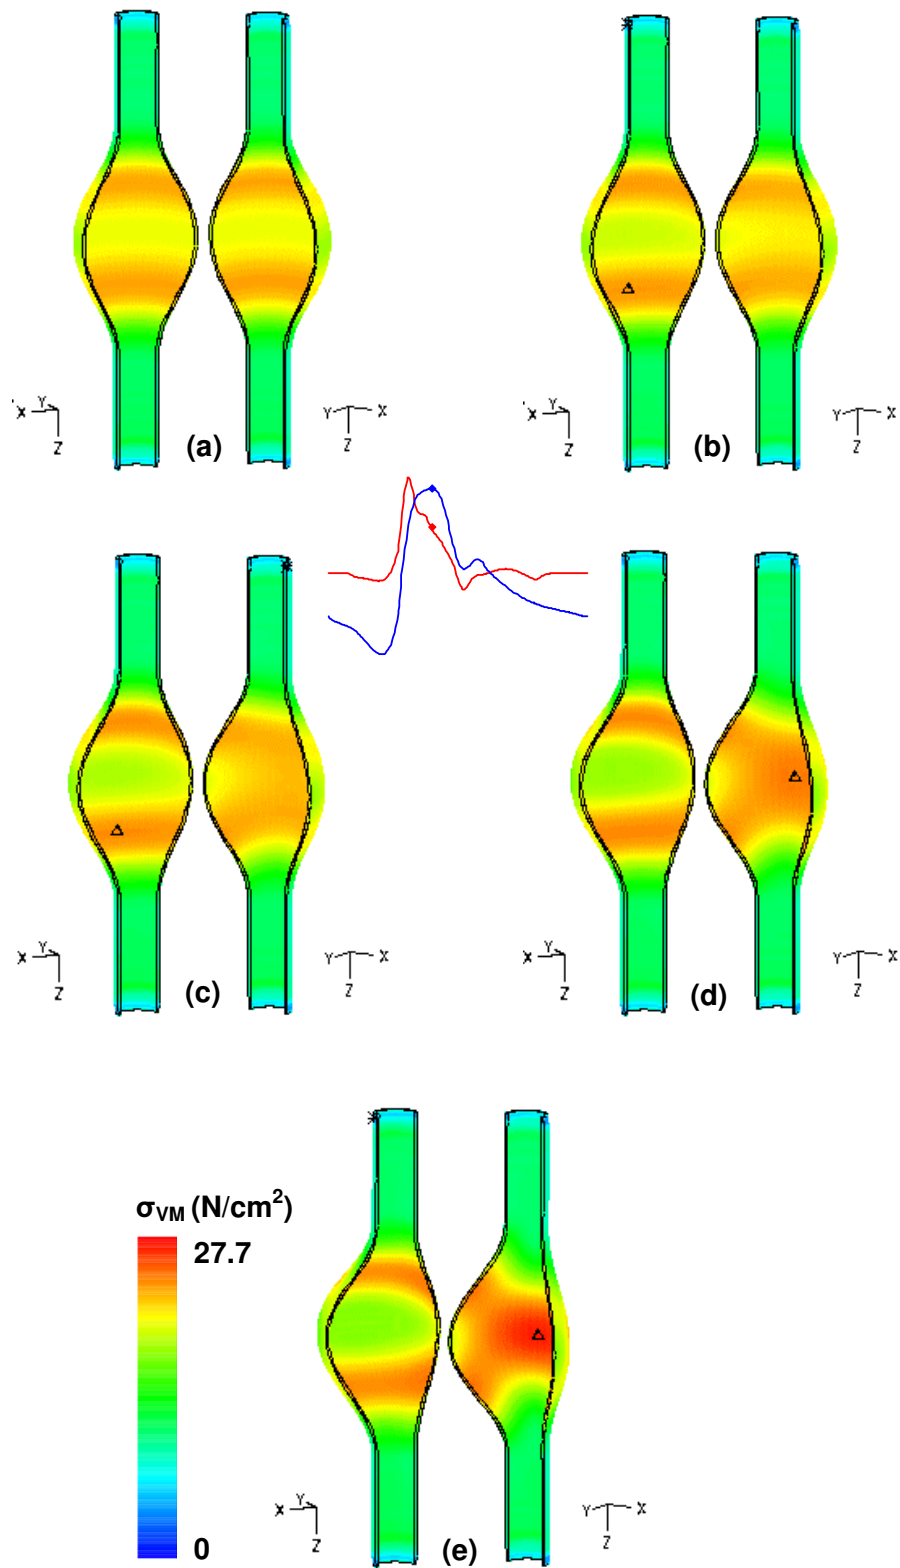 X Y Z
(a)
Y X Z
X Y Z
(b)
Y X Z
X Y Z
(c)
Y X Z
X Y Z
(d)
Y X Z
σVM (N/cm²)
27.7
0
X Y Z
(e)
Y X Z